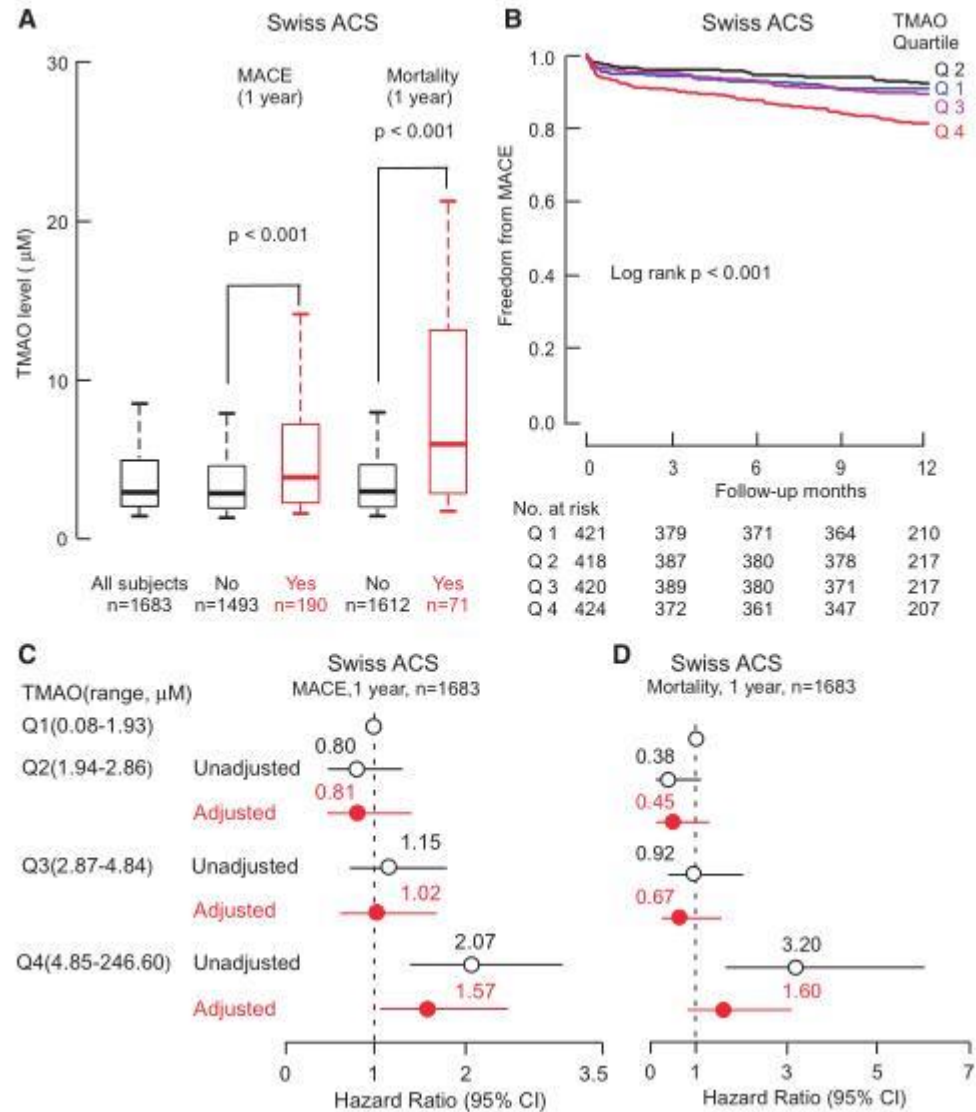 A
Swiss ACS
MACE
(1 year)
Mortality
(1 year)
p < 0.001
p < 0.001
TMAO level ( μM)
30
20
10
0
All subjects
n=1683
No
n=1493
Yes
n=190
No
n=1612
Yes
n=71
B
Swiss ACS
TMAO
Quartile
Q 2
Q 1
Q 3
Q 4
Freedom from MACE
1.0
0.8
0.6
0.4
0.2
0.0
Log rank p < 0.001
0 3 6 9 12
Follow-up months
No. at risk
Q 1 421 379 371 364 210
Q 2 418 387 380 378 217
Q 3 420 389 380 371 217
Q 4 424 372 361 347 207
C
Swiss ACS
MACE,1 year, n=1683
TMAO(range, μM)
Q1(0.08-1.93)
0.80
Q2(1.94-2.86) Unadjusted
0.81
Adjusted
1.15
Q3(2.87-4.84) Unadjusted
1.02
Adjusted
2.07
Q4(4.85-246.60) Unadjusted
1.57
Adjusted
0 1 2 3.5
Hazard Ratio (95% CI)
D
Swiss ACS
Mortality, 1 year, n=1683
0.38
0.45
0.92
0.67
3.20
1.60
0 1 3 5 7
Hazard Ratio (95% CI)